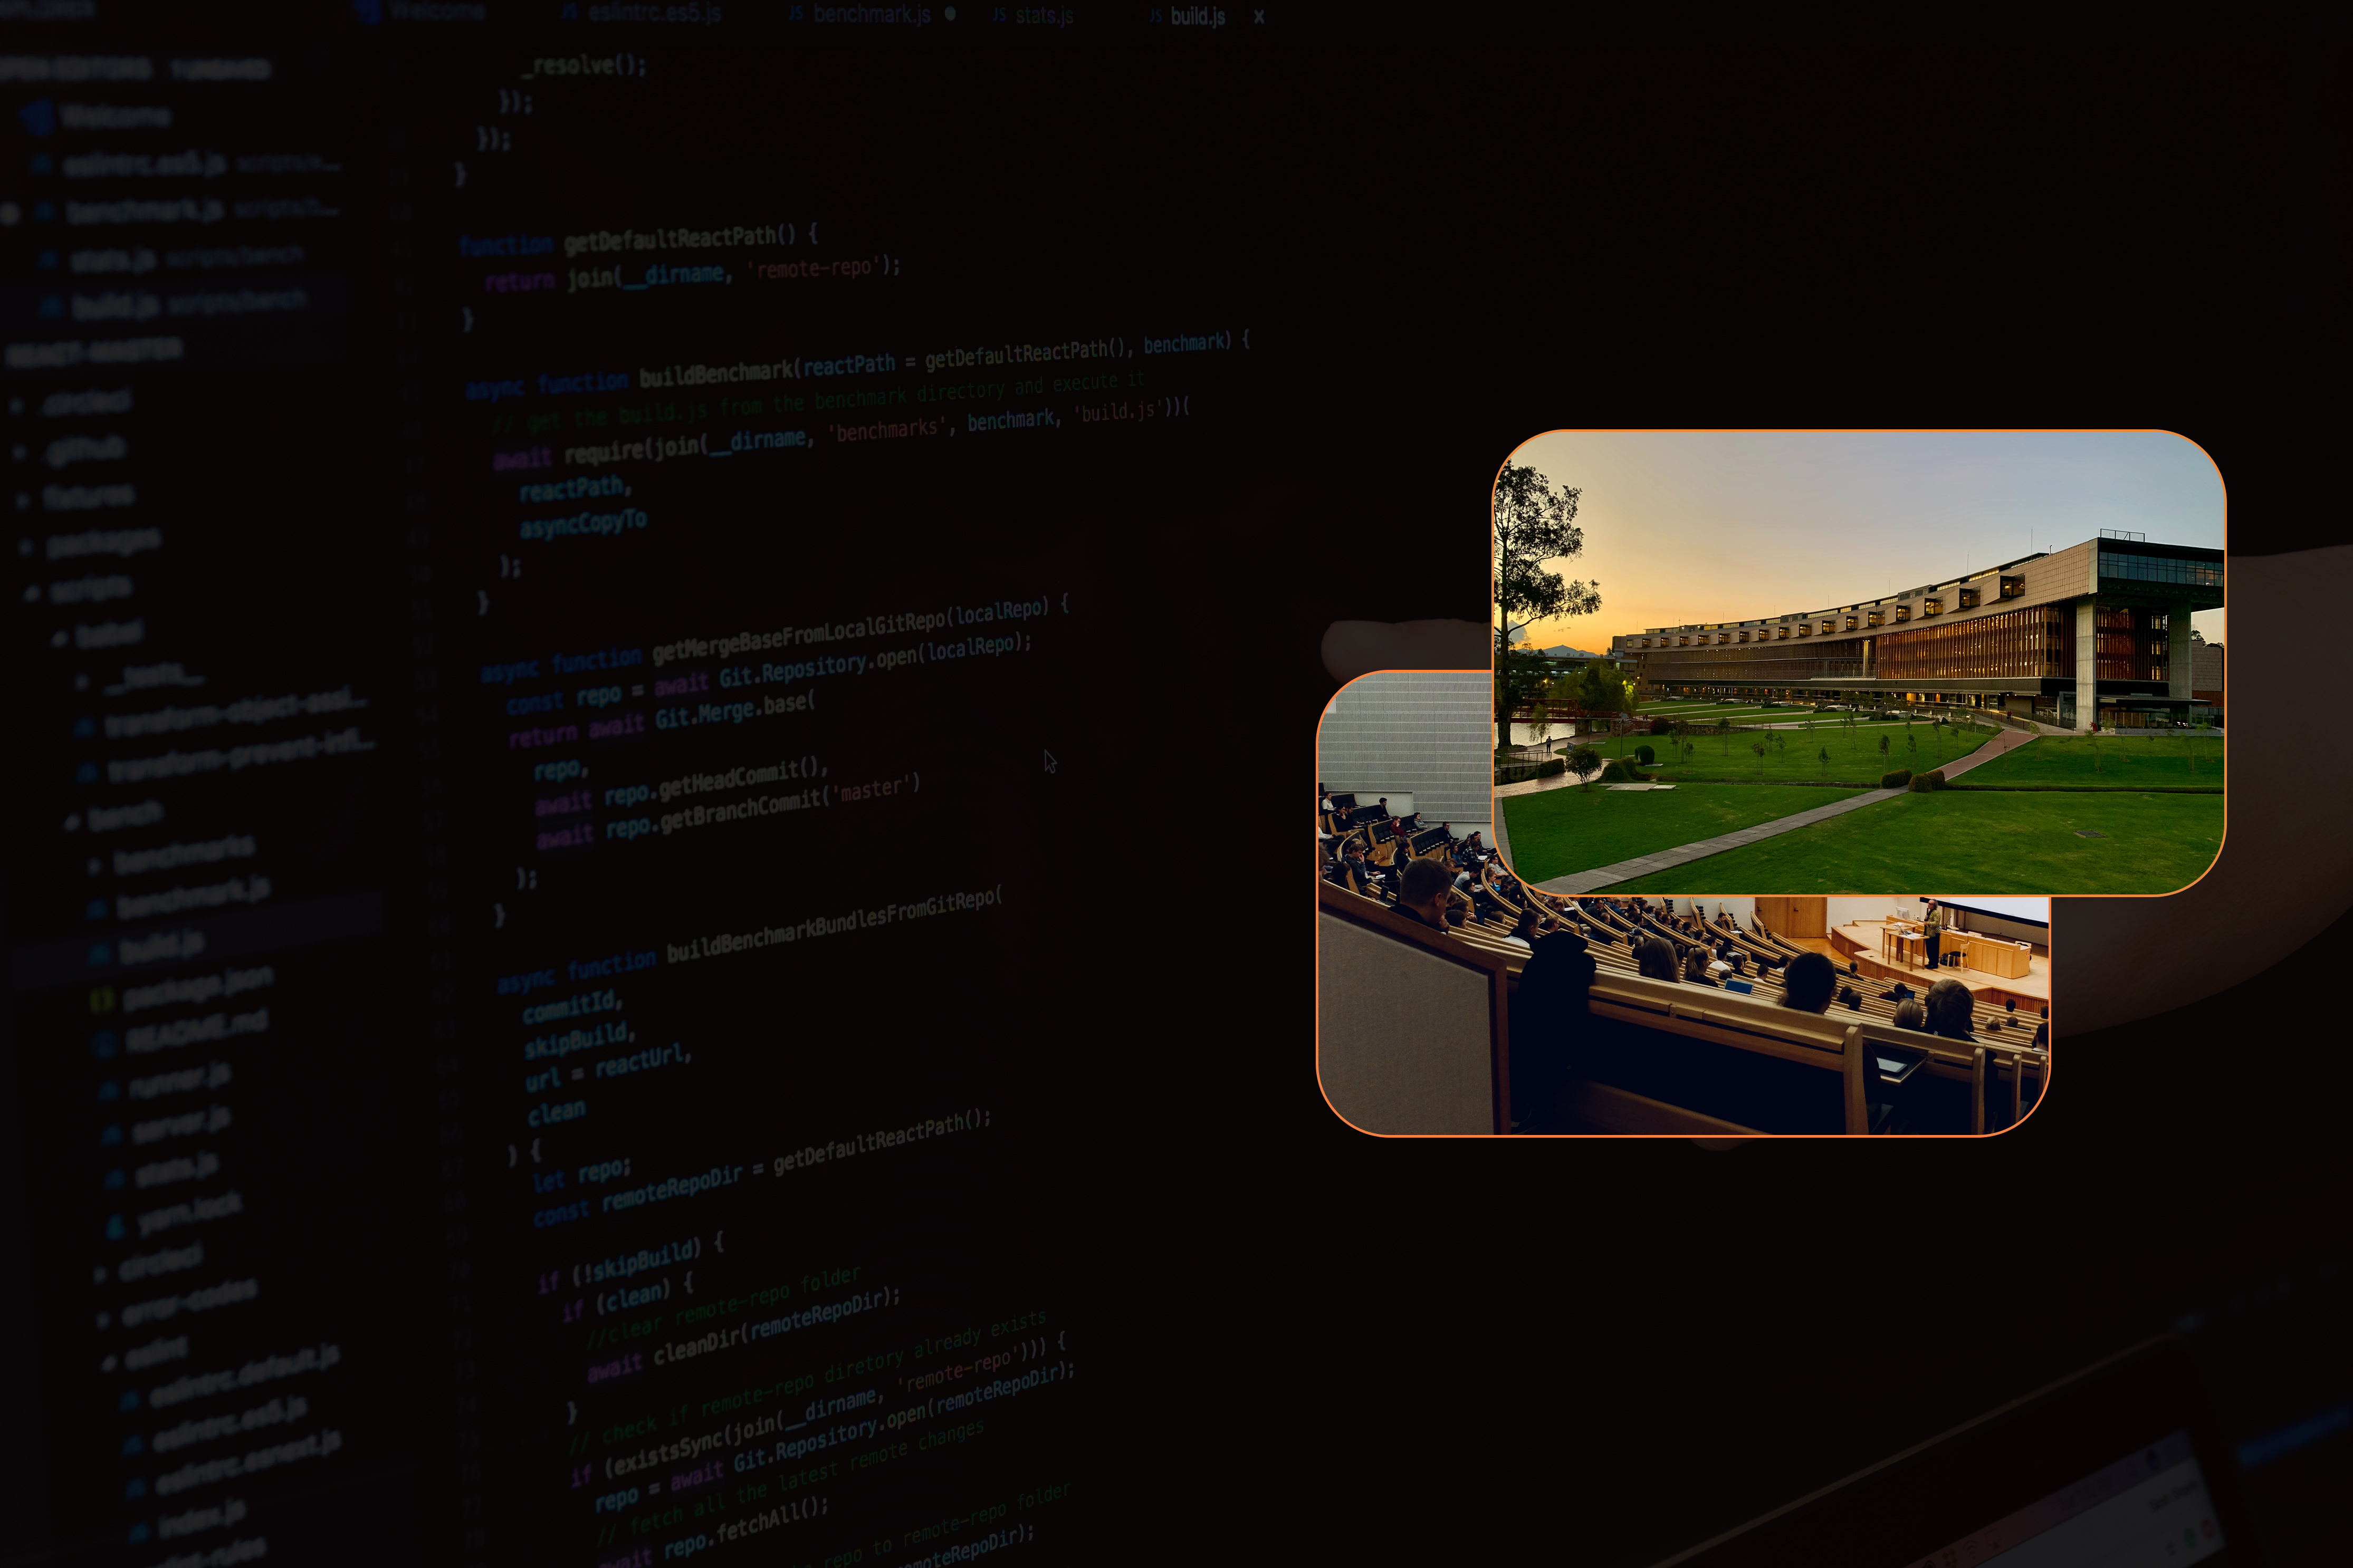 Welcome
eslintrc.es5.js
benchmark.js
stats.js
build.js
OPEN EDITORS 1 UNSAVED
Welcome
eslintrc.es5.js scripts/e...
benchmark.js scripts/b...
stats.js scripts/bench
build.js scripts/bench
REACT-MASTER
.circleci
.github
fixtures
packages
scripts
babel
__tests__
transform-object-assi...
transform-prevent-infi...
bench
benchmarks
benchmark.js
build.js
package.json
README.md
runner.js
server.js
stats.js
yarn.lock
circleci
error-codes
eslint
eslintrc.default.js
eslintrc.es5.js
eslintrc.esnext.js
index.js
_resolve();
});
});
}
function getDefaultReactPath() {
return join(__dirname, 'remote-repo');
}
async function buildBenchmark(reactPath = getDefaultReactPath(), benchmark) {
// get the build.js from the benchmark directory and execute it
await require(join(__dirname, 'benchmarks', benchmark, 'build.js'))(
reactPath,
asyncCopyTo
);
}
async function getMergeBaseFromLocalGitRepo(localRepo) {
const repo = await Git.Repository.open(localRepo);
return await Git.Merge.base(
repo,
await repo.getHeadCommit(),
await repo.getBranchCommit('master')
);
}
async function buildBenchmarkBundlesFromGitRepo(
commitId,
skipBuild,
url = reactUrl,
clean
) {
let repo;
const remoteRepoDir = getDefaultReactPath();
if (!skipBuild) {
if (clean) {
//clear remote-repo folder
await cleanDir(remoteRepoDir);
}
// check if remote-repo diretory already exists
if (existsSync(join(__dirname, 'remote-repo'))) {
repo = await Git.Repository.open(remoteRepoDir);
// fetch all the latest remote changes
await repo.fetchAll();
repo to remote-repo folder
remoteRepoDir);